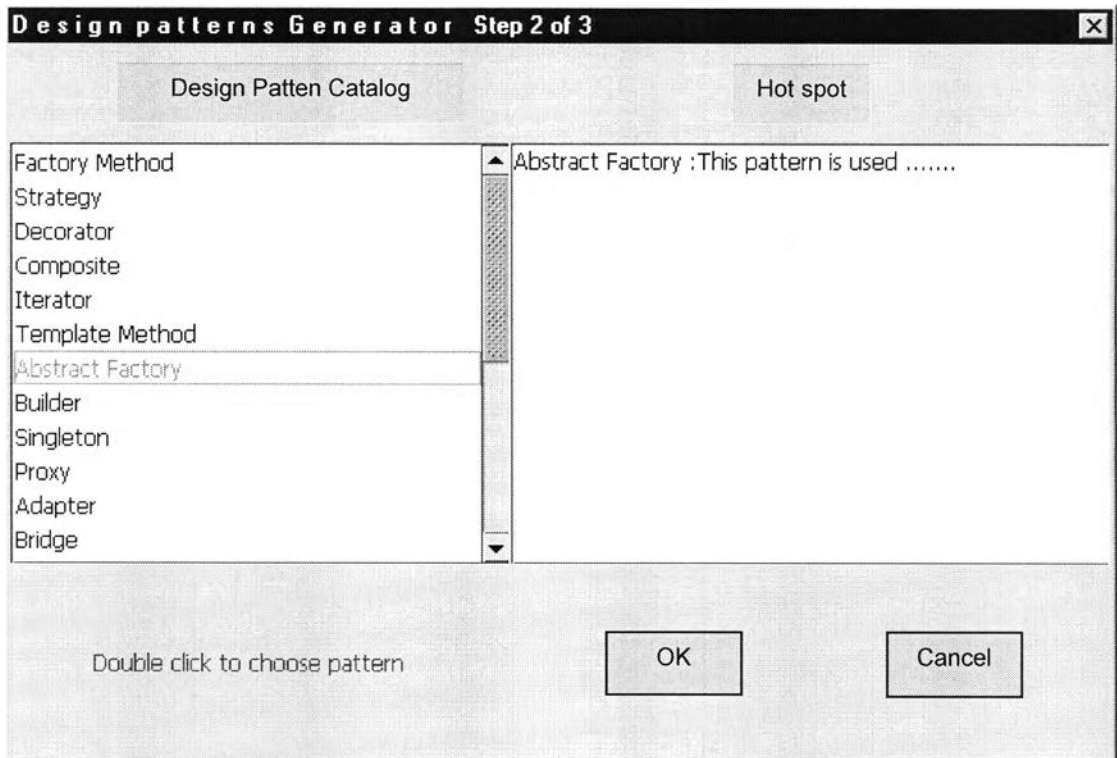 Design patterns Generator Step 2 of 3
Design Patten Catalog
Hot spot
Factory Method
Strategy
Decorator
Composite
Iterator
Template Method
Abstract Factory
Builder
Singleton
Proxy
Adapter
Bridge
Abstract Factory :This pattern is used .......
Double click to choose pattern
OK
Cancel